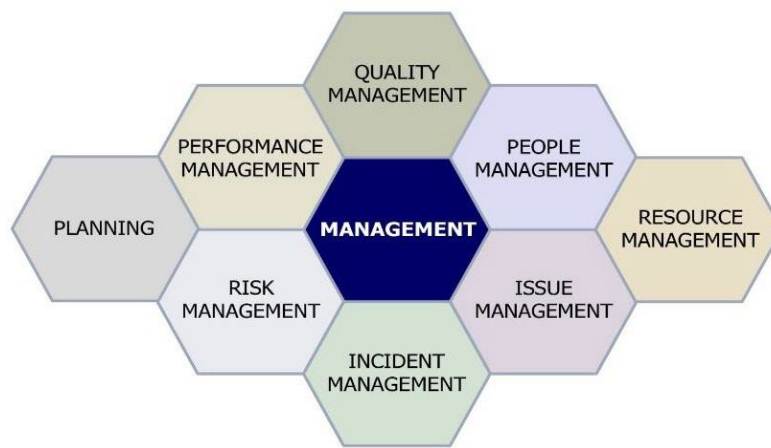 QUALITY
MANAGEMENT
PERFORMANCE
MANAGEMENT
PEOPLE
MANAGEMENT
PLANNING
MANAGEMENT
RESOURCE
MANAGEMENT
RISK
MANAGEMENT
ISSUE
MANAGEMENT
INCIDENT
MANAGEMENT